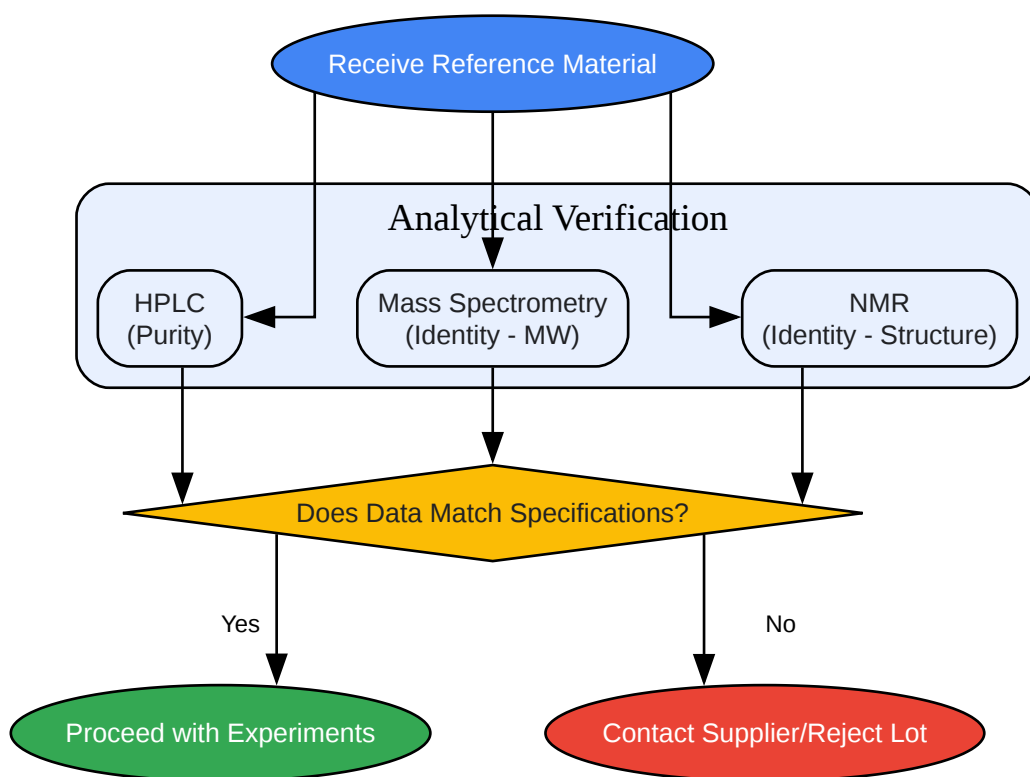 Receive Reference Material
Analytical Verification
HPLC
(Purity)
Mass Spectrometry
(Identity - MW)
NMR
(Identity - Structure)
Does Data Match Specifications?
Yes
No
Proceed with Experiments
Contact Supplier/Reject Lot